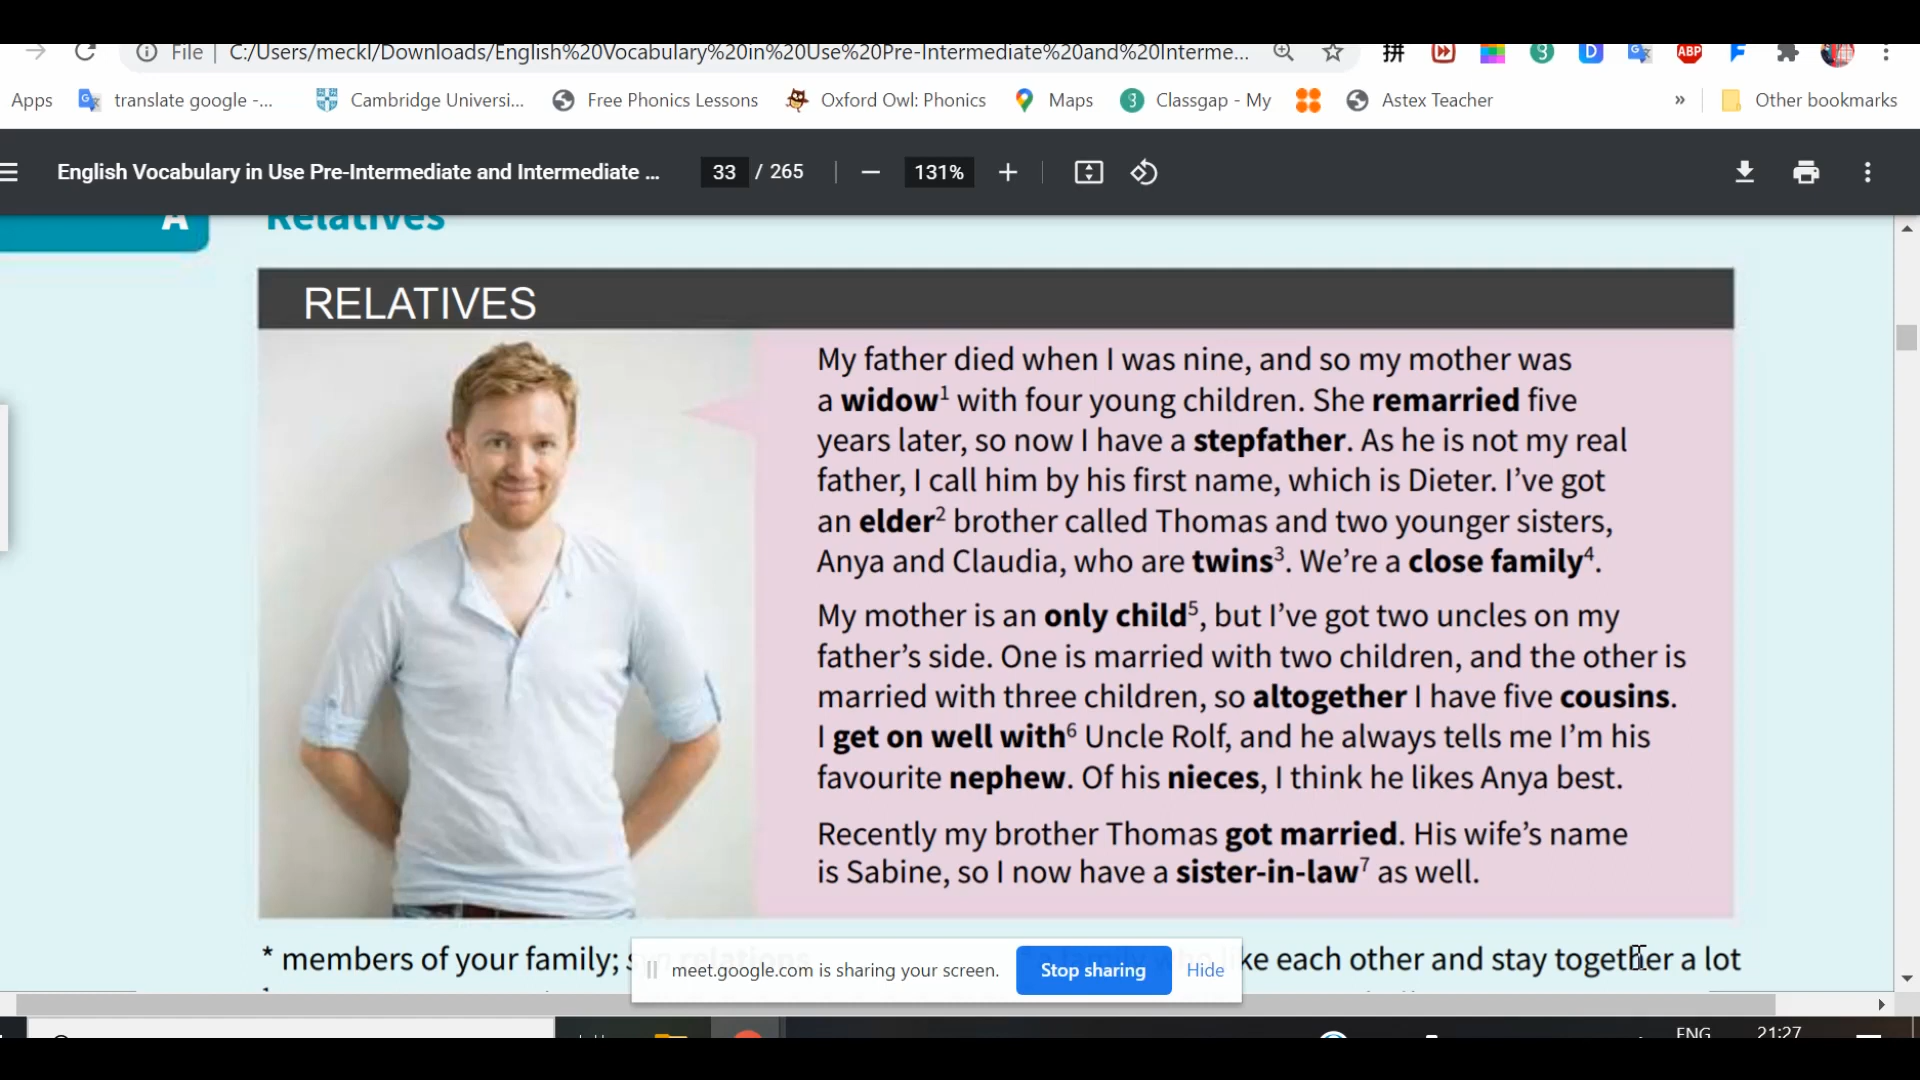 File | C:/Users/meckl/Downloads/English%20Vocabulary%20in%20Use%20Pre-Intermediate%20and%20Interme...
ABP
Apps translate google -... Cambridge Universi... Free Phonics Lessons Oxford Owl: Phonics Maps Classgap - My Astex Teacher » Other bookmarks
English Vocabulary in Use Pre-Intermediate and Intermediate ... 33 / 265 131%
A Relatives
RELATIVES
My father died when I was nine, and so my mother was
a widow1 with four young children. She remarried five
years later, so now I have a stepfather. As he is not my real
father, I call him by his first name, which is Dieter. I’ve got
an elder2 brother called Thomas and two younger sisters,
Anya and Claudia, who are twins3. We’re a close family4.
My mother is an only child5, but I’ve got two uncles on my
father’s side. One is married with two children, and the other is
married with three children, so altogether I have five cousins.
I get on well with6 Uncle Rolf, and he always tells me I’m his
favourite nephew. Of his nieces, I think he likes Anya best.
Recently my brother Thomas got married. His wife’s name
is Sabine, so I now have a sister-in-law7 as well.
* members of your family; each other and stay together a lot
meet.google.com is sharing your screen. Stop sharing Hide
ENG 21:27